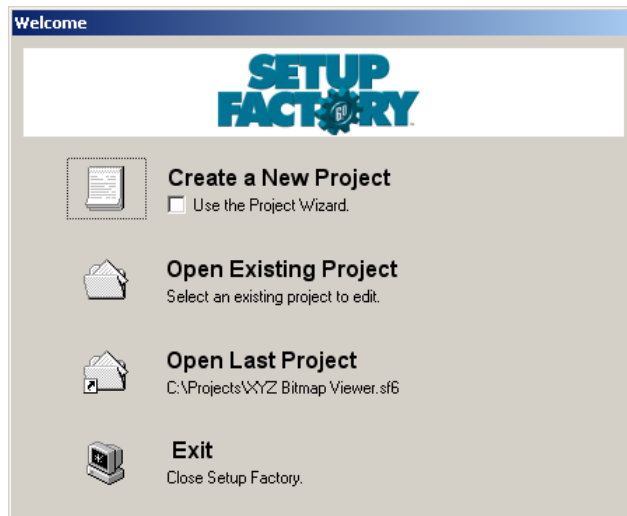 Welcome
SETUP
FACTORY
6.0
Create a New Project
Use the Project Wizard.
Open Existing Project
Select an existing project to edit.
Open Last Project
C:\Projects\XYZ Bitmap Viewer.sf6
Exit
Close Setup Factory.